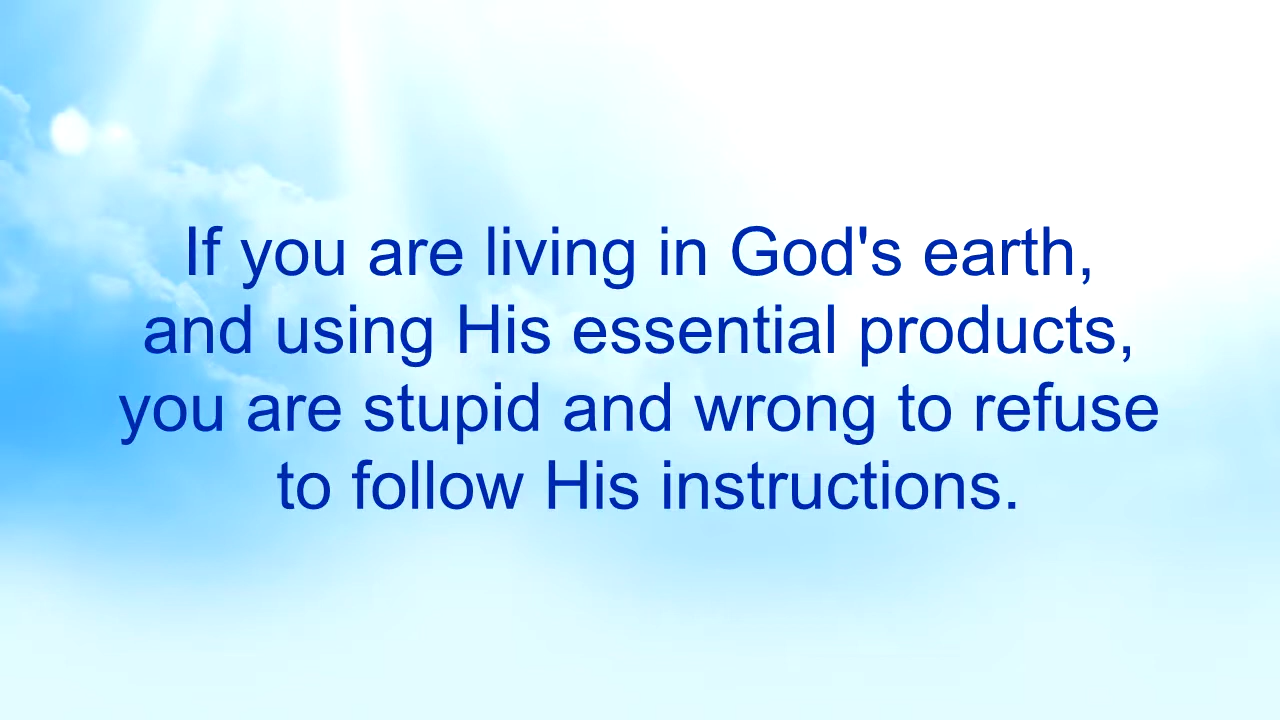 If you are living in God's earth,
and using His essential products,
you are stupid and wrong to refuse
to follow His instructions.